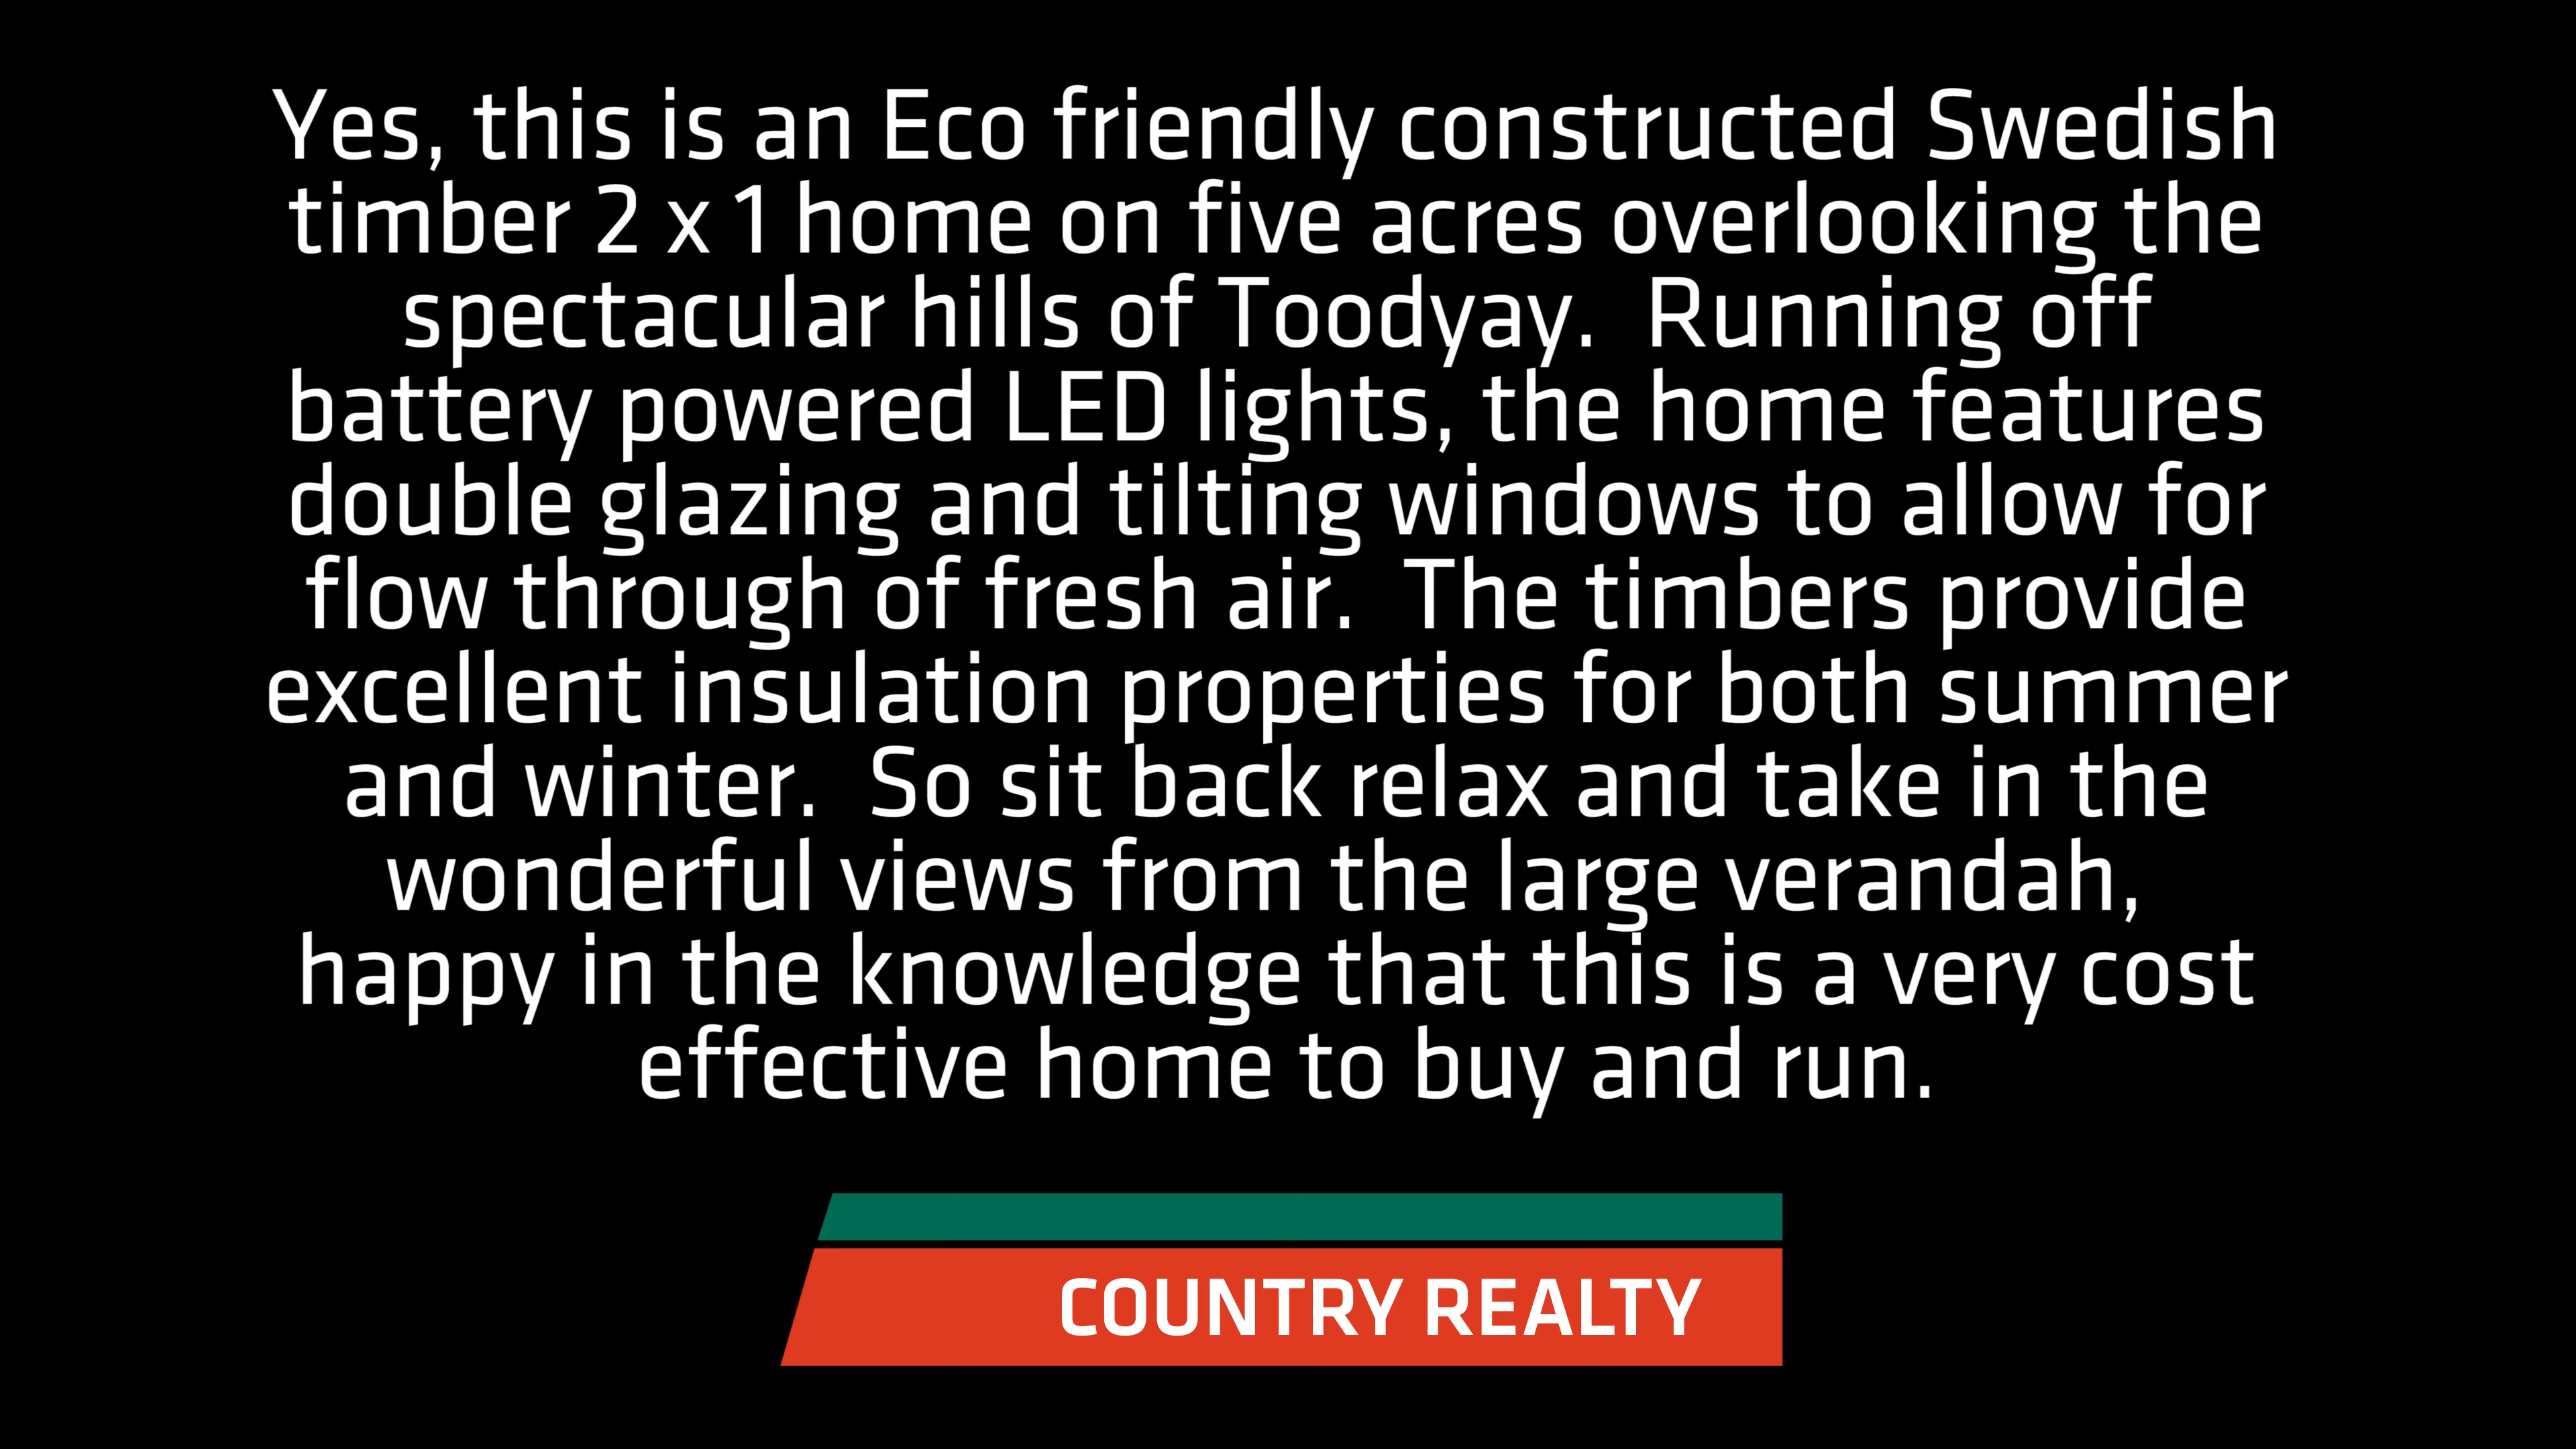 Yes, this is an Eco friendly constructed Swedish
timber 2 x 1 home on five acres overlooking the
spectacular hills of Toodyay.  Running off
battery powered LED lights, the home features
double glazing and tilting windows to allow for
flow through of fresh air.  The timbers provide
excellent insulation properties for both summer
and winter.  So sit back relax and take in the
wonderful views from the large verandah,
happy in the knowledge that this is a very cost
effective home to buy and run.
COUNTRY REALTY